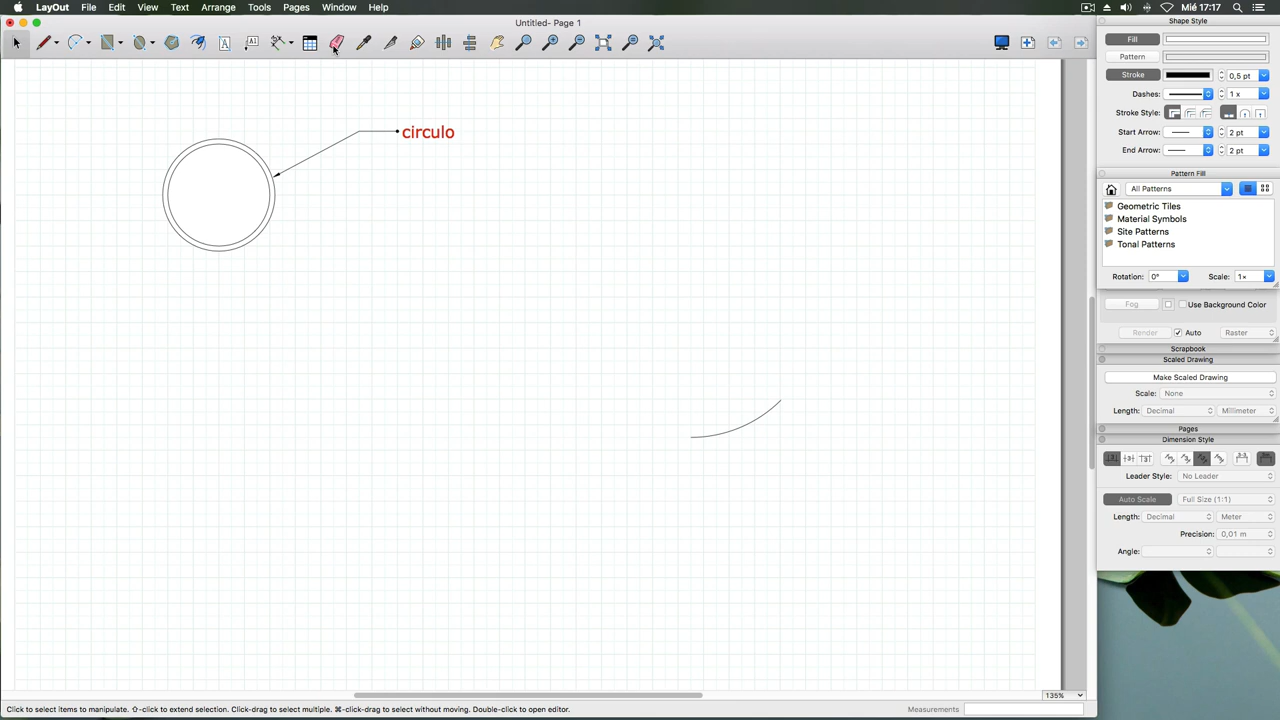 LayOut File Edit View Text Arrange Tools Pages Window Help
Mié 17:17
Untitled- Page 1
Shape Style
Fill
Pattern
Stroke 0,5 pt
Dashes: 1 x
Stroke Style:
Start Arrow: 2 pt
End Arrow: 2 pt
Pattern Fill
All Patterns
Geometric Tiles
Material Symbols
Site Patterns
Tonal Patterns
Rotation: 0° Scale: 1×
Fog Use Background Color
Render Auto Raster
Scrapbook
Scaled Drawing
Make Scaled Drawing
Scale: None
Length: Decimal Millimeter
Pages
Dimension Style
Leader Style: No Leader
Auto Scale Full Size (1:1)
Length: Decimal Meter
Precision: 0,01 m
Angle:
circulo
135%
Click to select items to manipulate. ⇧-click to extend selection. Click-drag to select multiple. ⌘-click-drag to select without moving. Double-click to open editor.
Measurements